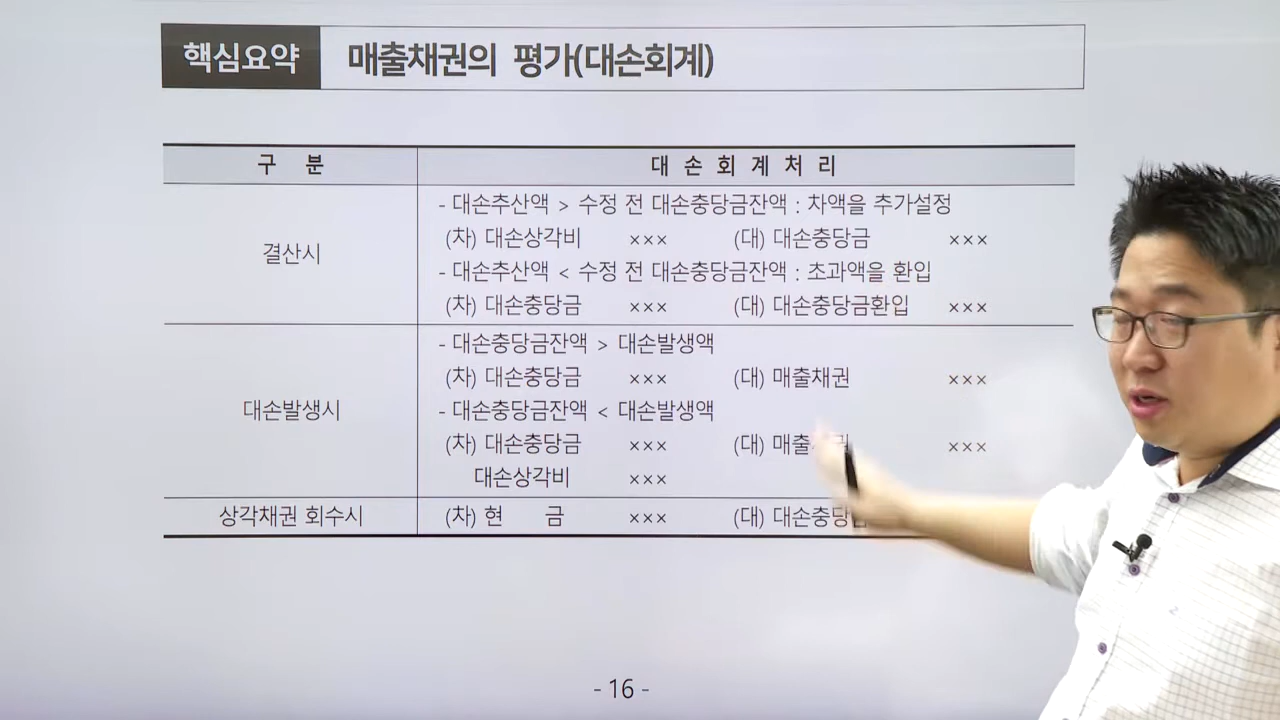 핵심요약 매출채권의 평가(대손회계)
구 분 대 손 회 계 처 리
- 대손추산액 > 수정 전 대손충당금잔액 : 차액을 추가설정
결산시
(차) 대손상각비 ××× (대) 대손충당금 ×××
- 대손추산액 < 수정 전 대손충당금잔액 : 초과액을 환입
(차) 대손충당금 ××× (대) 대손충당금환입 ×××
- 대손충당금잔액 > 대손발생액
대손발생시
(차) 대손충당금 ××× (대) 매출채권 ×××
- 대손충당금잔액 < 대손발생액
(차) 대손충당금 ××× (대) ×××
대손상각비 ×××
상각채권 회수시 (차) 현 금 ××× (대)
- 16 -